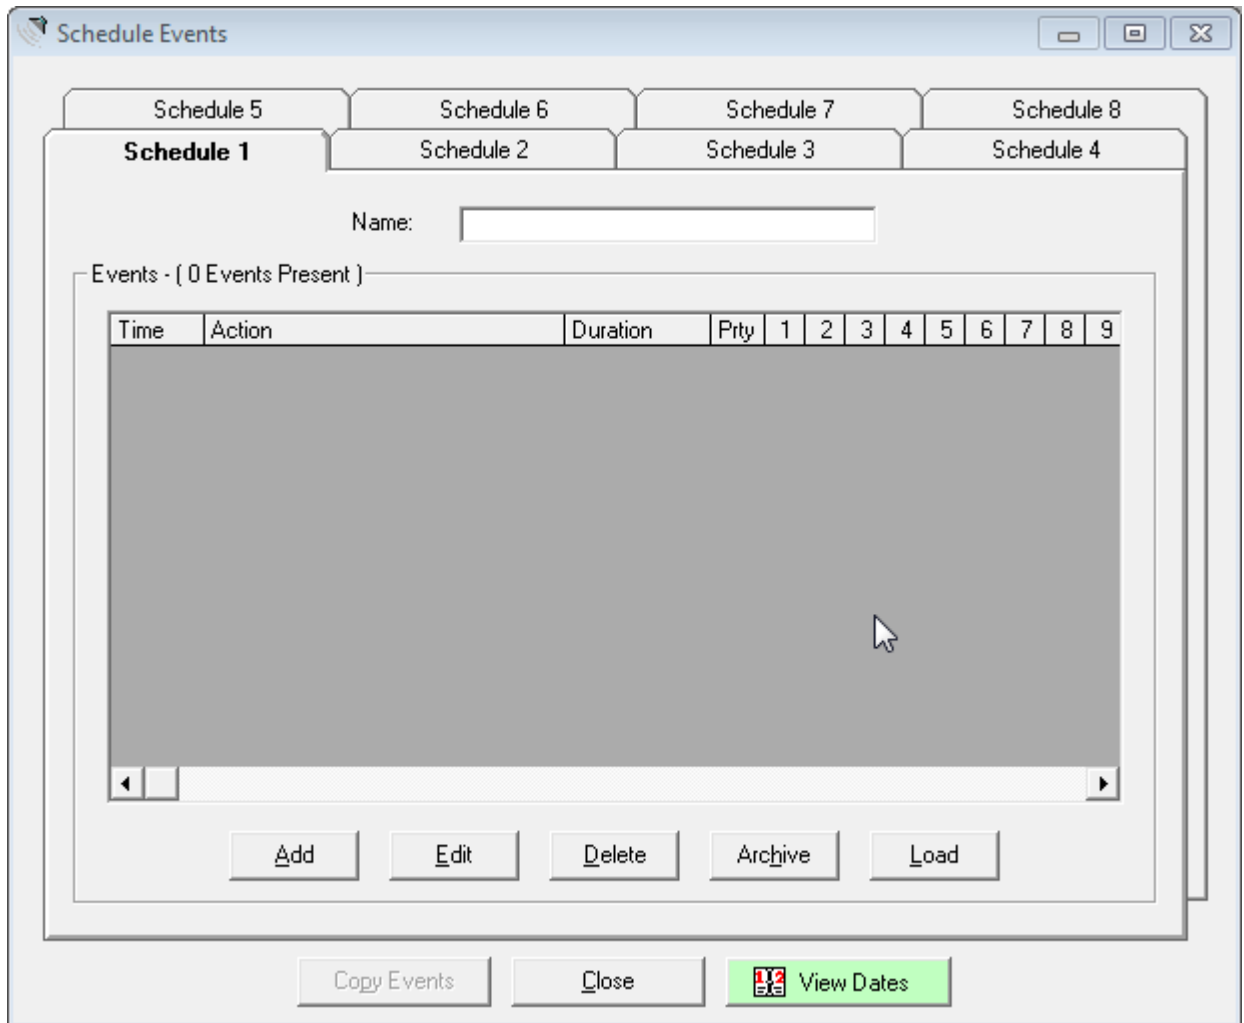 Schedule Events
Schedule 5 Schedule 6 Schedule 7 Schedule 8
Schedule 1 Schedule 2 Schedule 3 Schedule 4
Name:
Events - ( 0 Events Present )
Time Action Duration Prty 1 2 3 4 5 6 7 8 9
Add Edit Delete Archive Load
Copy Events Close 12 View Dates